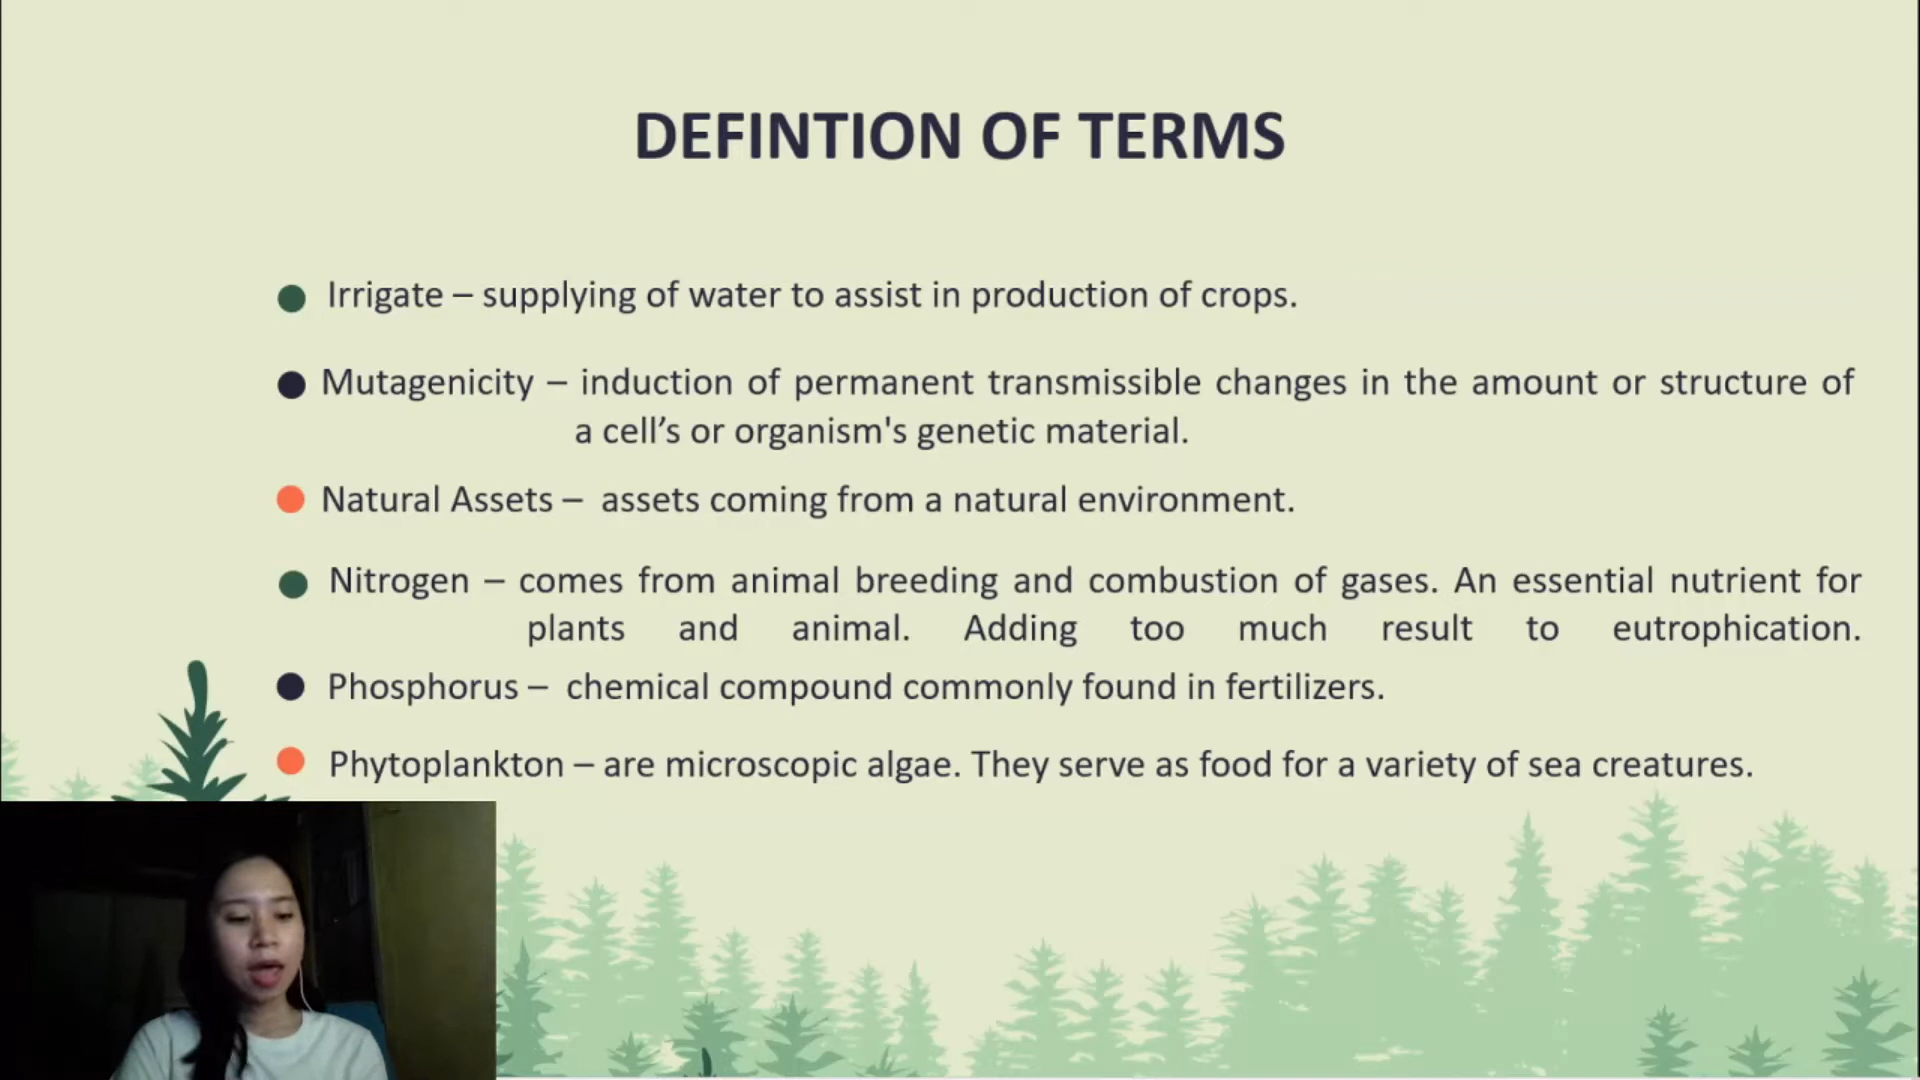 DEFINTION OF TERMS
Irrigate – supplying of water to assist in production of crops.
Mutagenicity – induction of permanent transmissible changes in the amount or structure of
a cell’s or organism's genetic material.
Natural Assets – assets coming from a natural environment.
Nitrogen – comes from animal breeding and combustion of gases. An essential nutrient for
plants and animal. Adding too much result to eutrophication.
Phosphorus – chemical compound commonly found in fertilizers.
Phytoplankton – are microscopic algae. They serve as food for a variety of sea creatures.